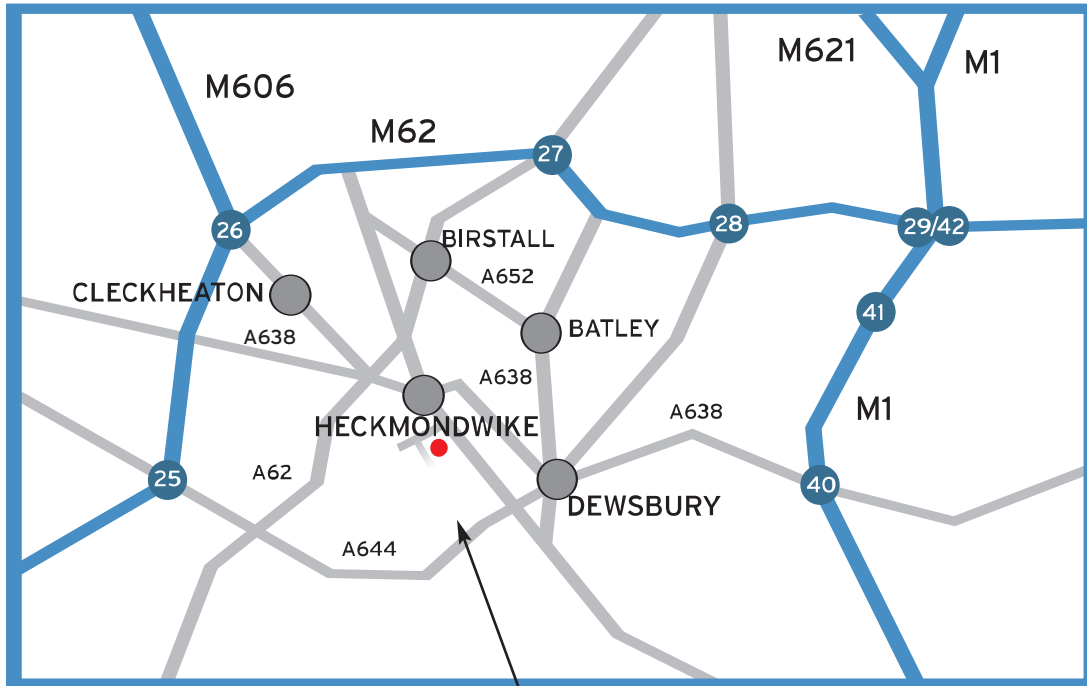 M621
M1
M606
M62
27
26
28
29/42
BIRSTALL
A652
CLECKHEATON
41
A638
BATLEY
A638
M1
A638
HECKMONDWIKE
A62
25
40
DEWSBURY
A644